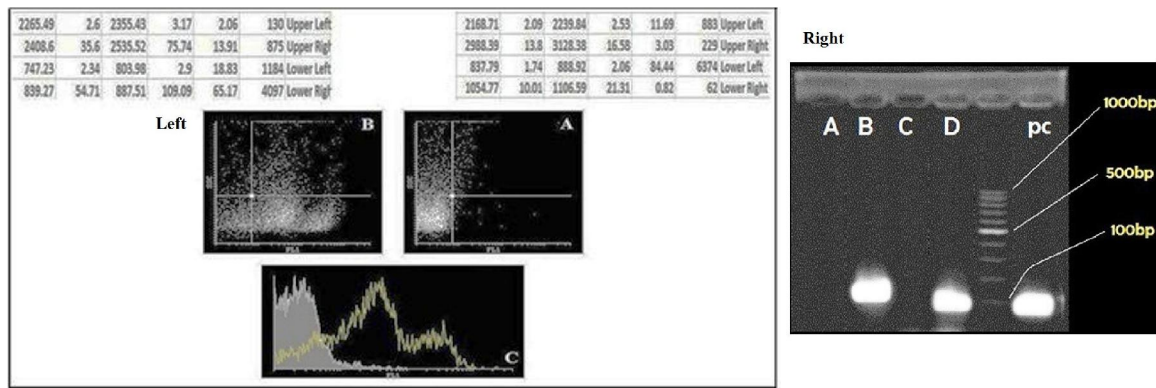 2265.49 2.6 2355.43 3.17 2.06 130 Upper Left
2408.6 35.6 2535.52 75.74 13.91 875 Upper Righ
747.23 2.34 803.98 2.9 18.83 1184 Lower Left
839.27 54.71 887.51 109.09 65.17 4097 Lower Righ
2168.71 2.09 2239.84 2.53 11.69 883 Upper Left
2988.39 13.8 3128.38 16.58 3.03 229 Upper Right
837.79 1.74 888.92 2.06 84.44 6374 Lower Left
1054.77 10.01 1106.59 21.31 0.82 62 Lower Right
Left
B
A
C
Right
A B C D pc
1000bp
500bp
100bp